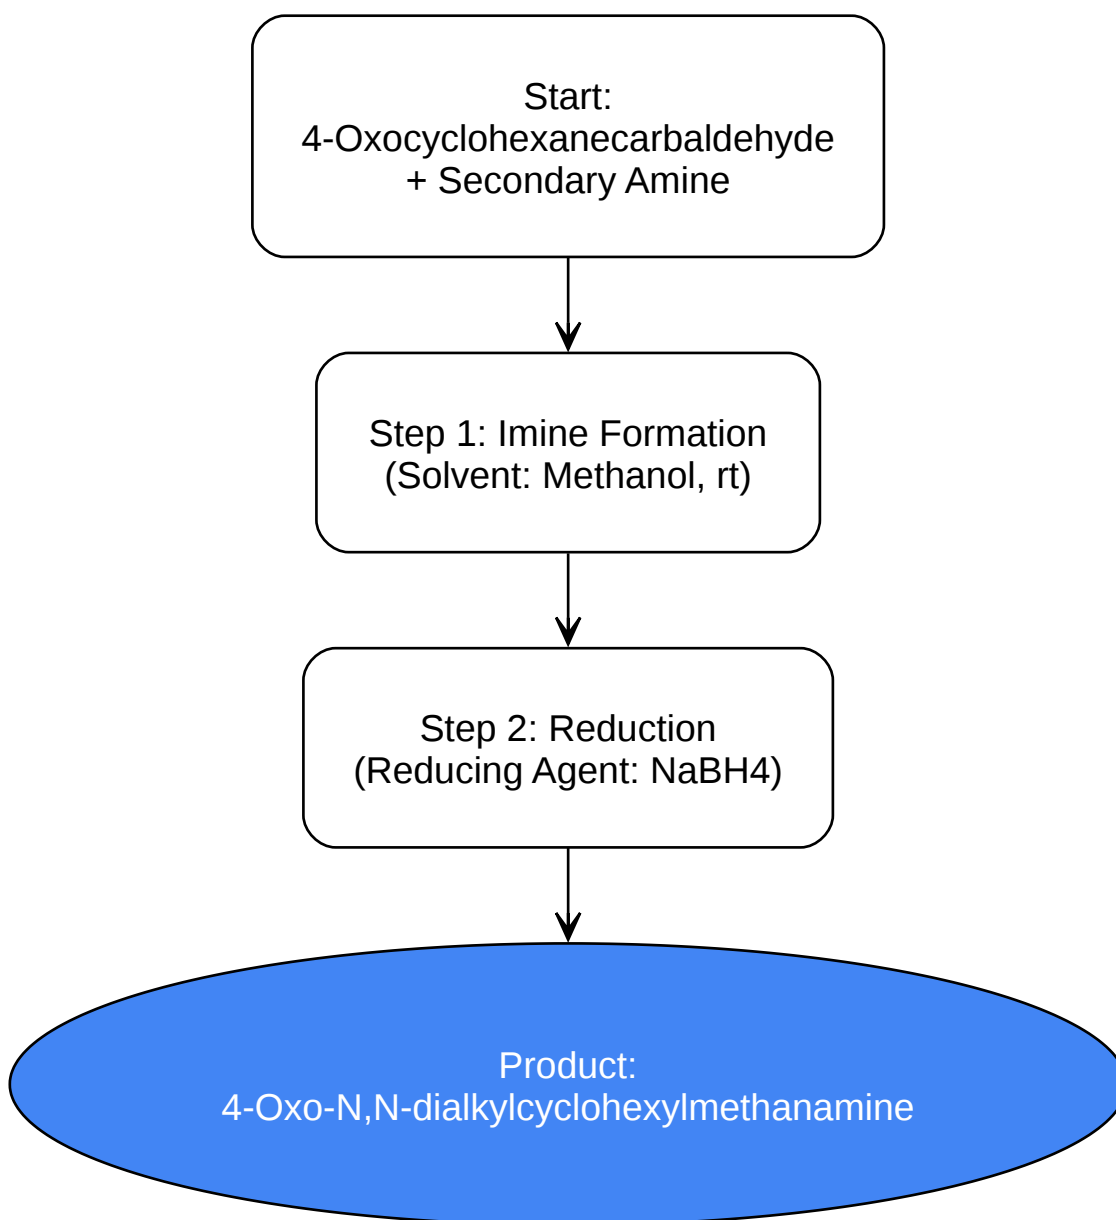 Start:
4-Oxocyclohexanecarbaldehyde
+ Secondary Amine
Step 1: Imine Formation
(Solvent: Methanol, rt)
Step 2: Reduction
(Reducing Agent: NaBH4)
Product:
4-Oxo-N,N-dialkylcyclohexylmethanamine